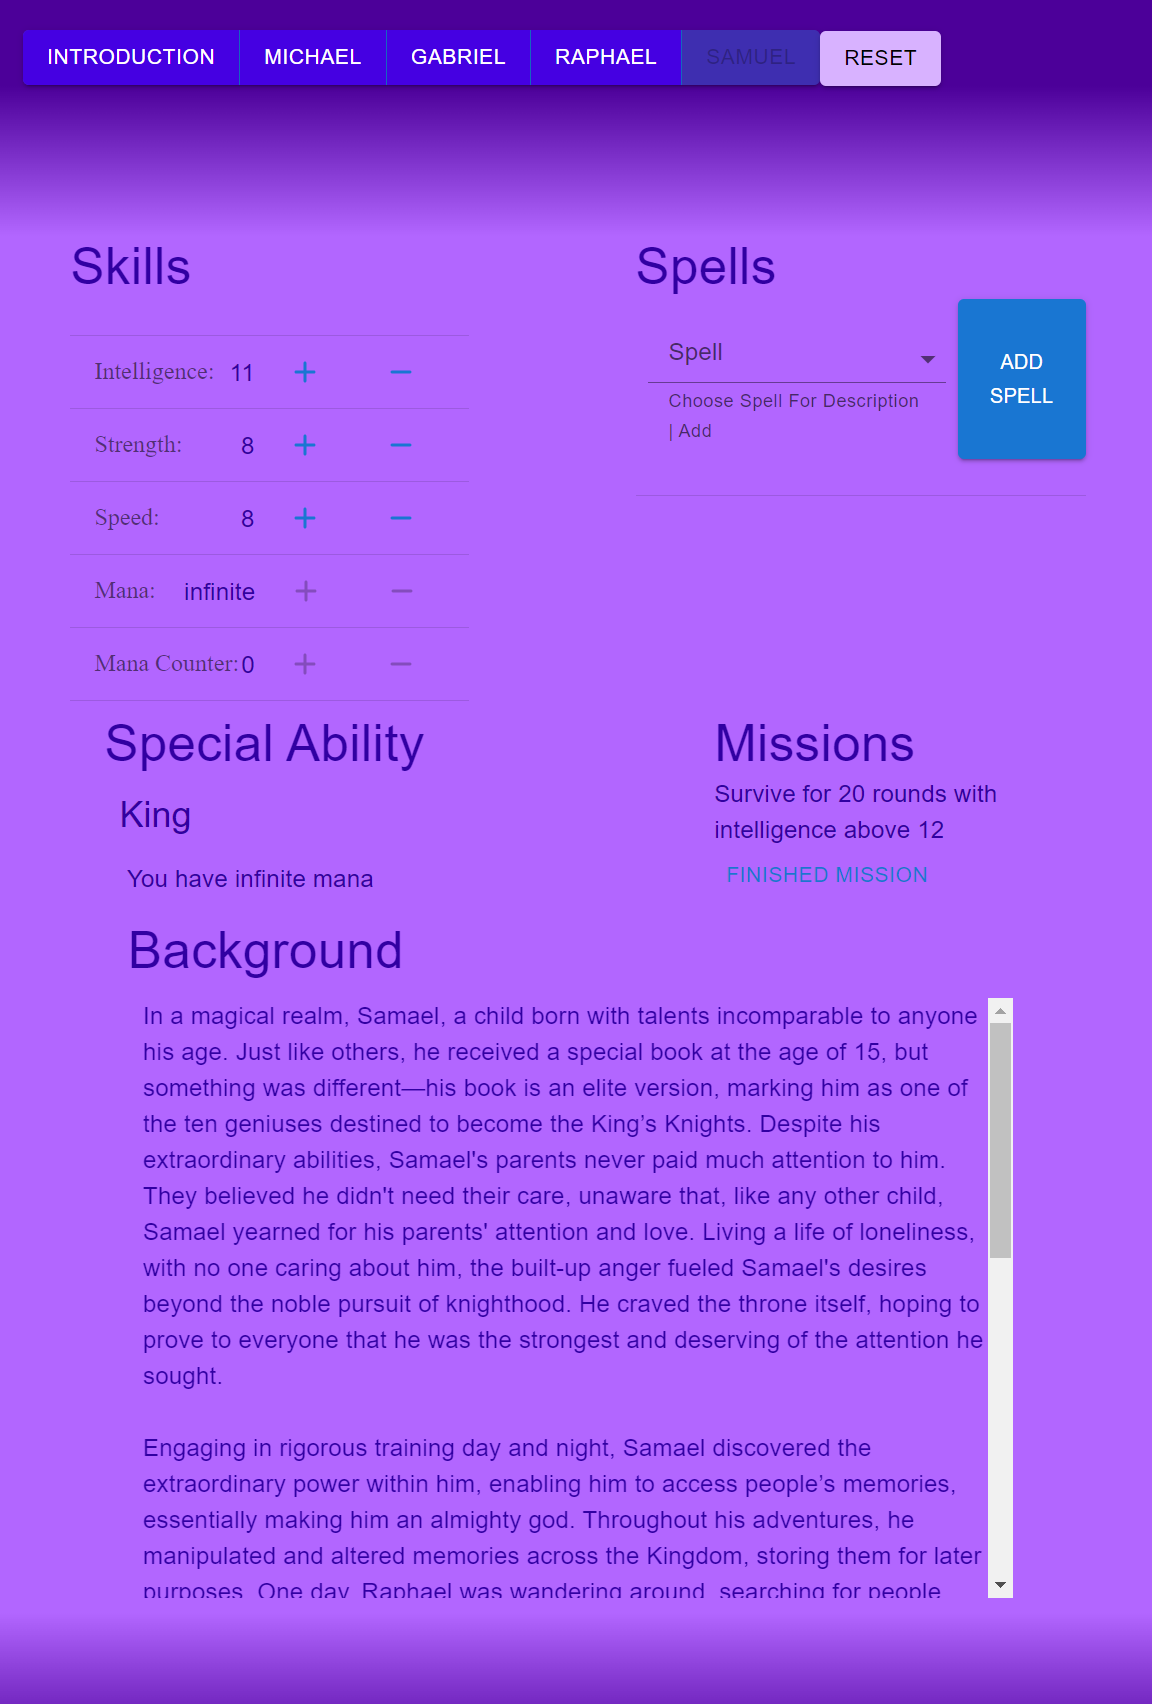 INTRODUCTION MICHAEL GABRIEL RAPHAEL SAMUEL RESET
Skills
Intelligence: 11
Strength: 8
Speed: 8
Mana: infinite
Mana Counter: 0
Spells
Spell
Choose Spell For Description
| Add
ADD
SPELL
Special Ability
King
You have infinite mana
Missions
Survive for 20 rounds with
intelligence above 12
FINISHED MISSION
Background
In a magical realm, Samael, a child born with talents incomparable to anyone
his age. Just like others, he received a special book at the age of 15, but
something was different—his book is an elite version, marking him as one of
the ten geniuses destined to become the King’s Knights. Despite his
extraordinary abilities, Samael's parents never paid much attention to him.
They believed he didn't need their care, unaware that, like any other child,
Samael yearned for his parents' attention and love. Living a life of loneliness,
with no one caring about him, the built-up anger fueled Samael's desires
beyond the noble pursuit of knighthood. He craved the throne itself, hoping to
prove to everyone that he was the strongest and deserving of the attention he
sought.
Engaging in rigorous training day and night, Samael discovered the
extraordinary power within him, enabling him to access people’s memories,
essentially making him an almighty god. Throughout his adventures, he
manipulated and altered memories across the Kingdom, storing them for later
purposes. One day, Raphael was wandering around, searching for people